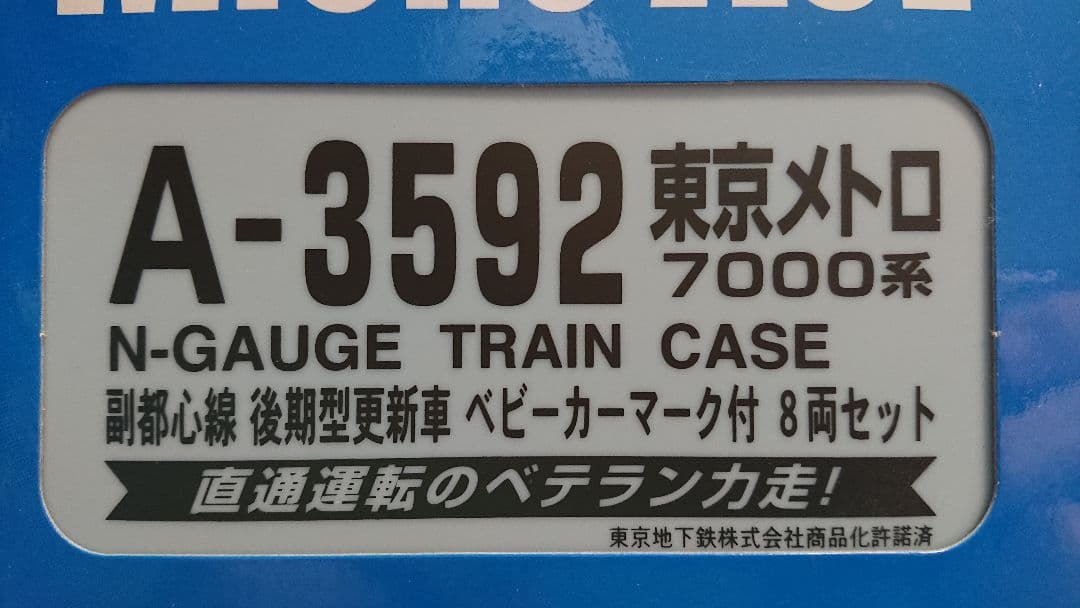 A-3592 東京メトロ
7000系
N-GAUGE TRAIN CASE
副都心線 後期型更新車 ベビーカーマーク付 8両セット
直通運転のベテラン力走!
東京地下鉄株式会社商品化許諾済